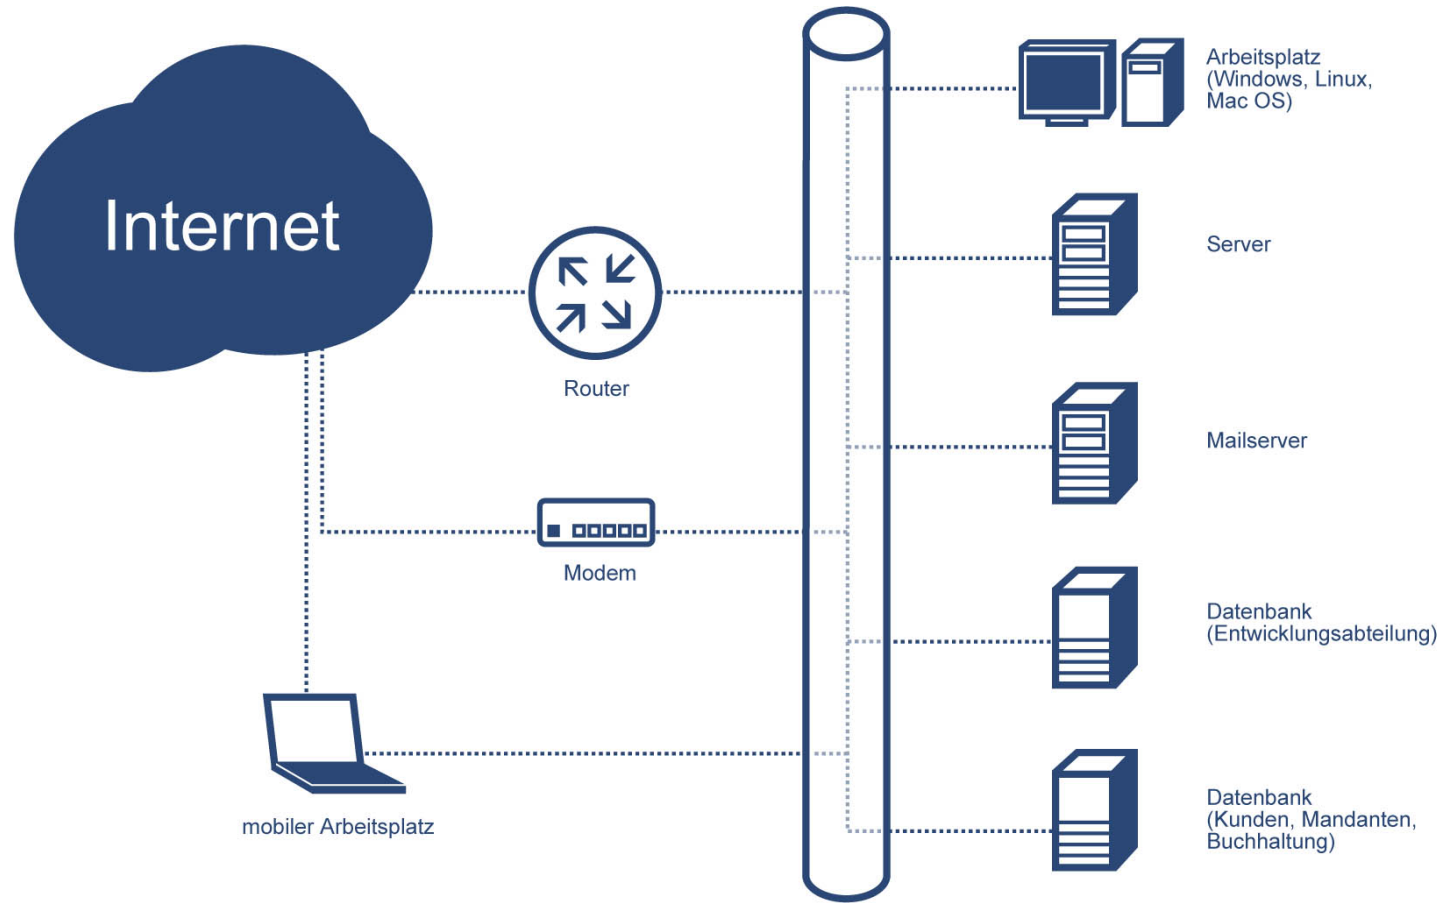 Internet
Router
Modem
mobiler Arbeitsplatz
Arbeitsplatz
(Windows, Linux,
Mac OS)
Server
Mailserver
Datenbank
(Entwicklungsabteilung)
Datenbank
(Kunden, Mandanten,
Buchhaltung)